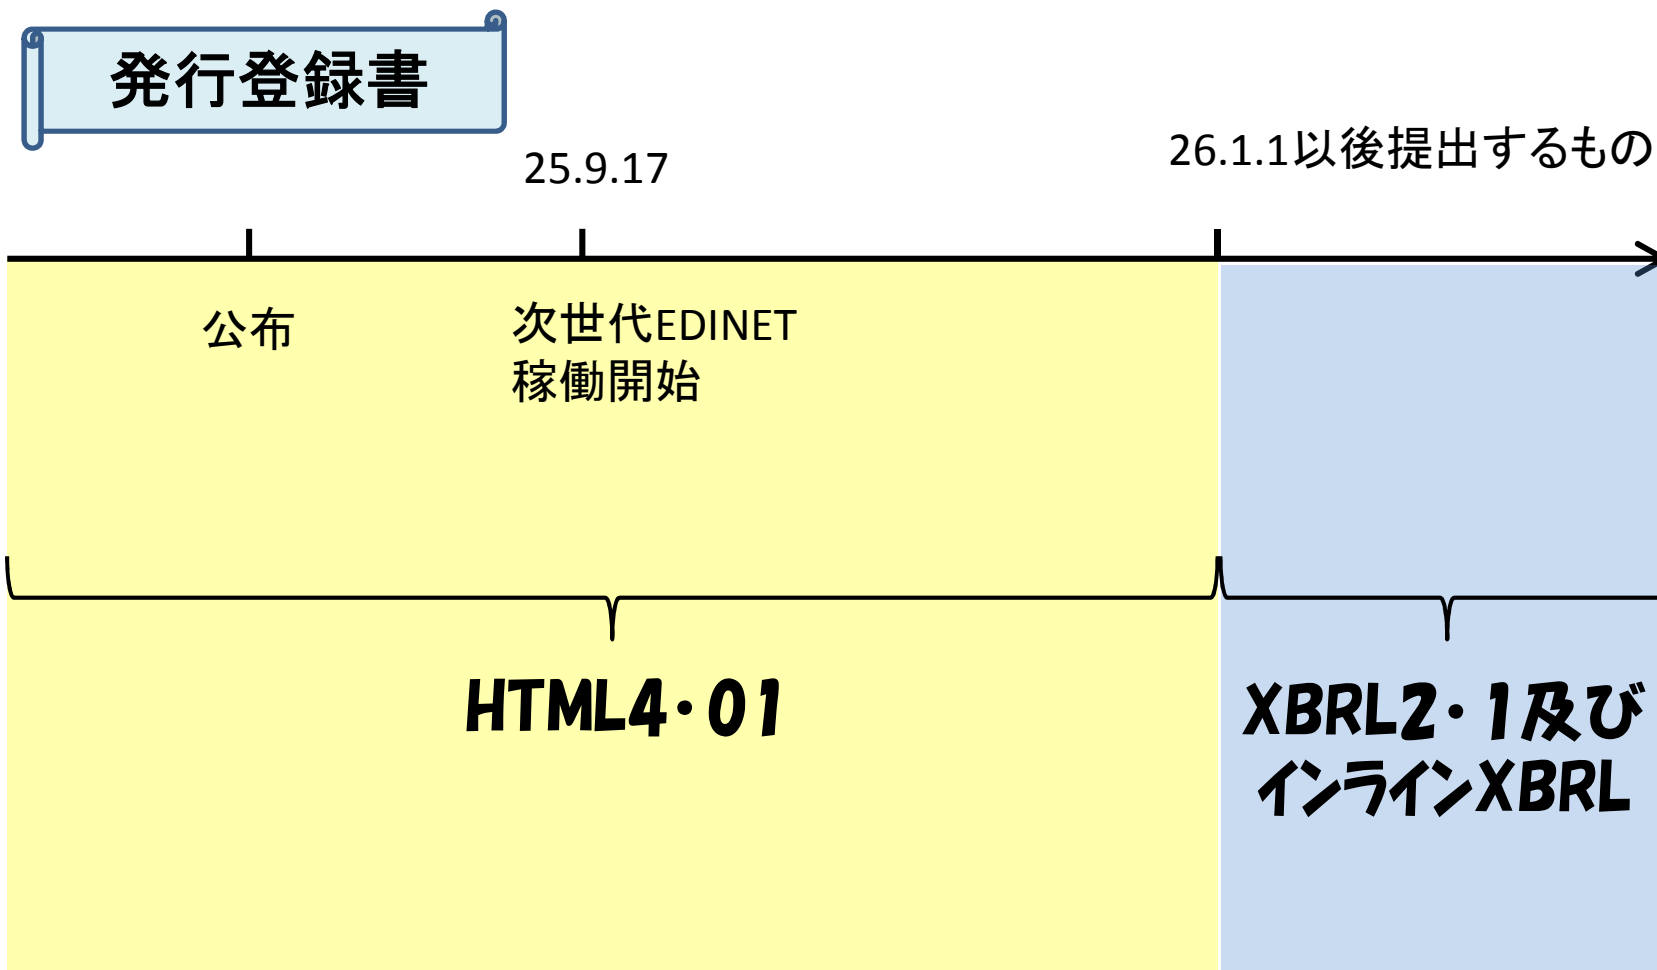 発行登録書
25.9.17
26.1.1以後提出するもの
公布
次世代EDINET
稼働開始
HTML4・01
XBRL2・1及び
インラインXBRL